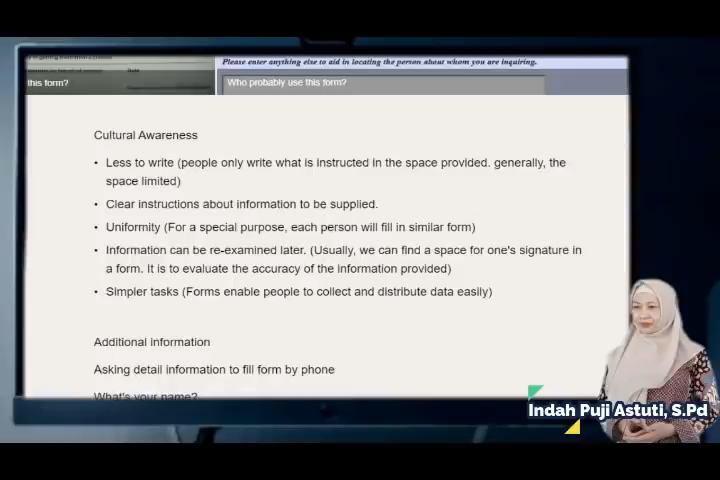 Please enter anything else to aid in locating the person about whom you are inquiring.
this form?
Who probably use this form?
Cultural Awareness
• Less to write (people only write what is instructed in the space provided. generally, the
space limited)
• Clear instructions about information to be supplied.
• Uniformity (For a special purpose, each person will fill in similar form)
• Information can be re-examined later. (Usually, we can find a space for one's signature in
a form. It is to evaluate the accuracy of the information provided)
• Simpler tasks (Forms enable people to collect and distribute data easily)
Additional information
Asking detail information to fill form by phone
What's your name?
Indah Puji Astuti, S.Pd